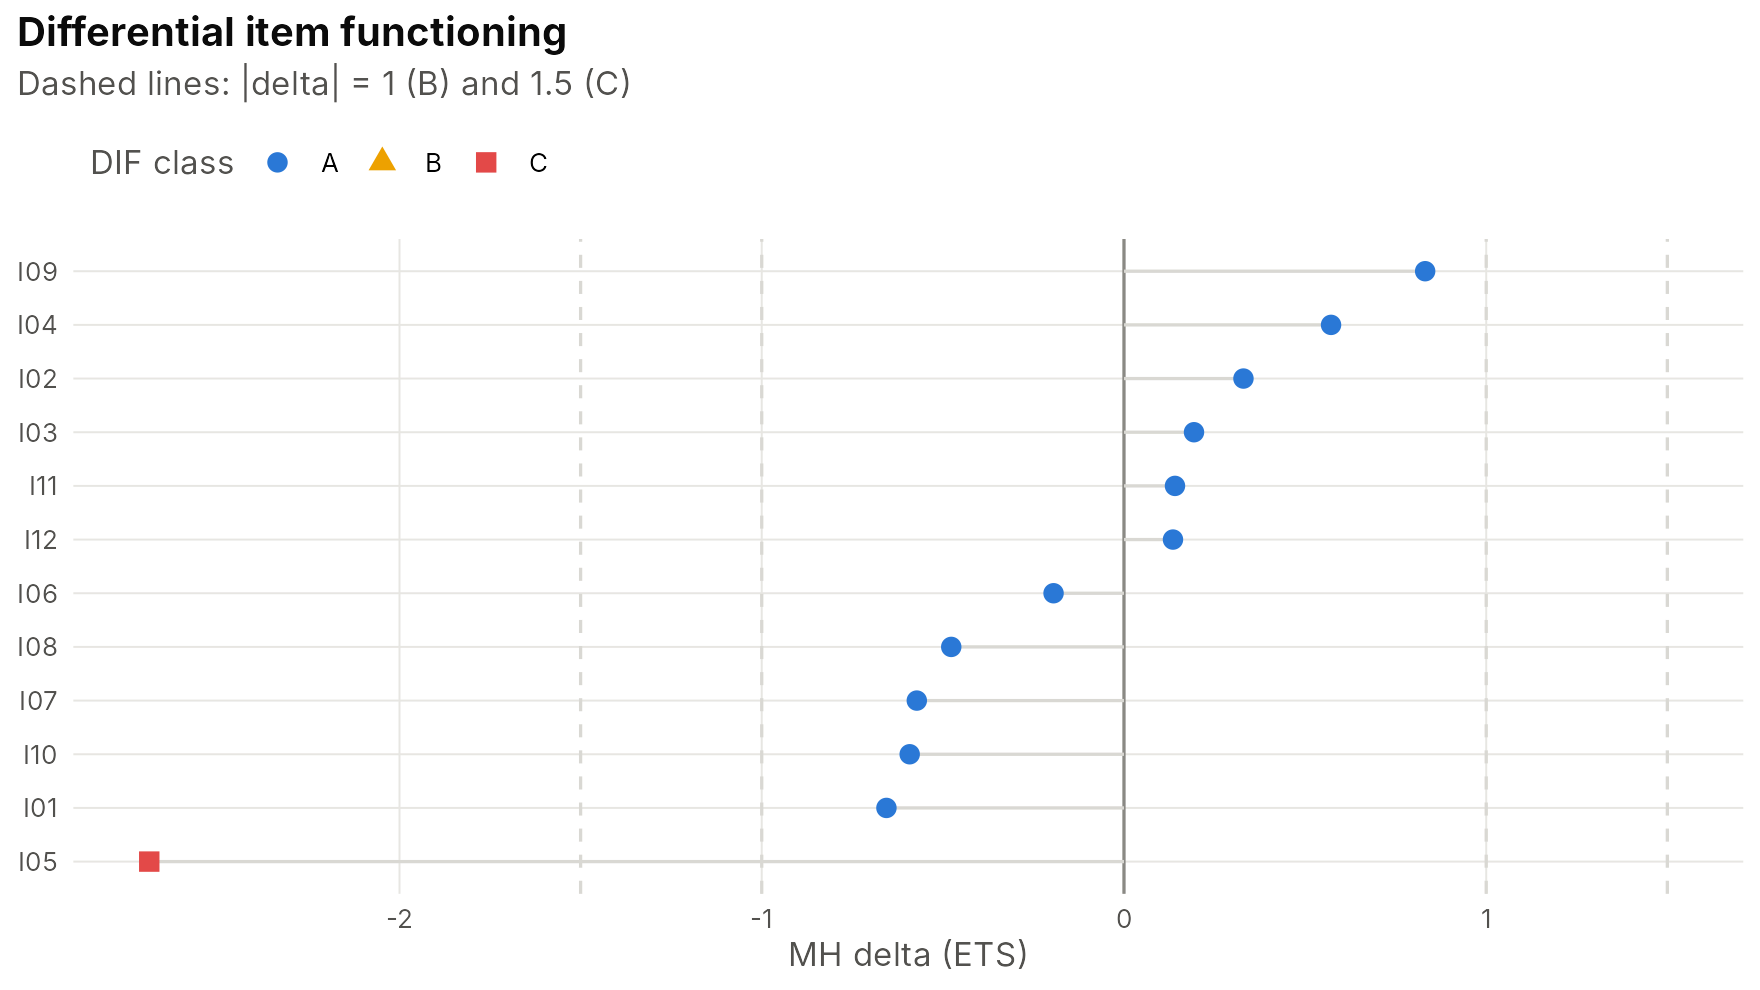 Differential item functioning
Dashed lines: |delta| = 1 (B) and 1.5 (C)
DIF class A B C
I09
I04
I02
I03
I11
I12
I06
I08
I07
I10
I01
I05
-2 -1 0 1
MH delta (ETS)